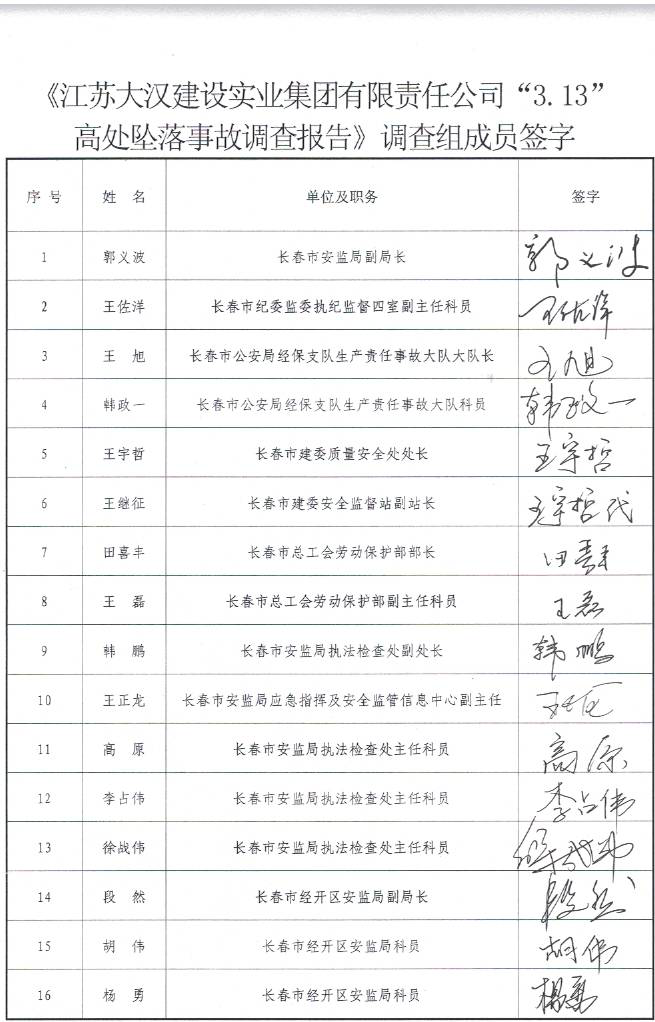 《江苏大汉建设实业集团有限责任公司“3.13”
高处坠落事故调查报告》调查组成员签字
序 号 姓 名 单位及职务 签字
1 郭义波 长春市安监局副局长 郭义波
2 王佐洋 长春市纪委监委执纪监督四室副主任科员 王佐洋
3 王 旭 长春市公安局经保支队生产责任事故大队大队长 王旭
4 韩政一 长春市公安局经保支队生产责任事故大队科员 韩政一
5 王宇哲 长春市建委质量安全处处长 王宇哲
6 王继征 长春市建委安全监督站副站长 王宇哲代
7 田喜丰 长春市总工会劳动保护部部长 田喜丰
8 王 磊 长春市总工会劳动保护部副主任科员 王磊
9 韩 鹏 长春市安监局执法检查处副处长 韩鹏
10 王正龙 长春市安监局应急指挥及安全监管信息中心副主任
11 高 原 长春市安监局执法检查处主任科员 高原
12 李占伟 长春市安监局执法检查处主任科员 李占伟
13 徐战伟 长春市安监局执法检查处主任科员 徐战伟
14 段 然 长春市经开区安监局副局长 段然
15 胡 伟 长春市经开区安监局科员 胡伟
16 杨 勇 长春市经开区安监局科员 杨勇